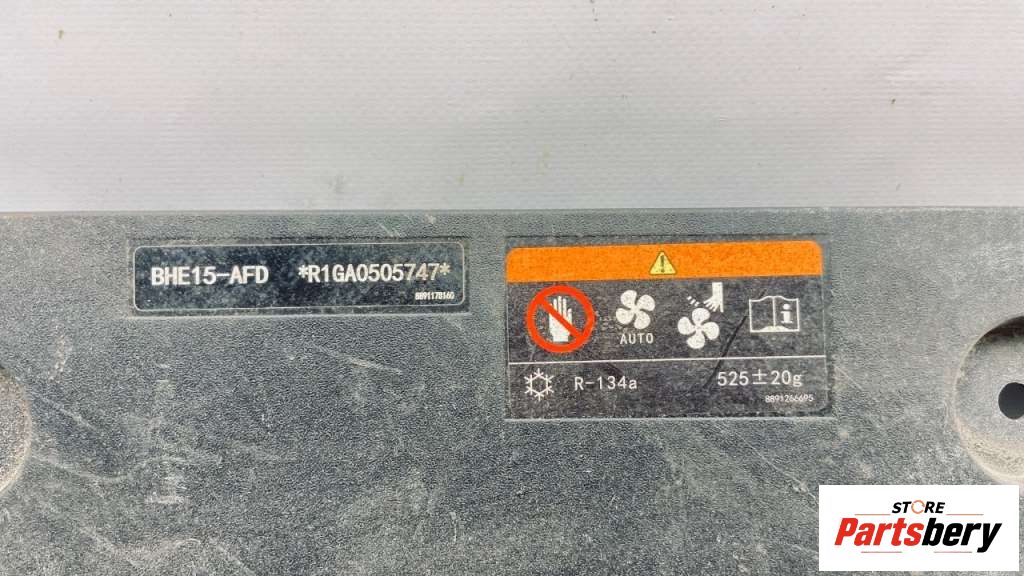 BHE15-AFD *R1GA0505747*
8891178160
AUTO
R-134a 525±20g
8891266695
STORE
Partsbery